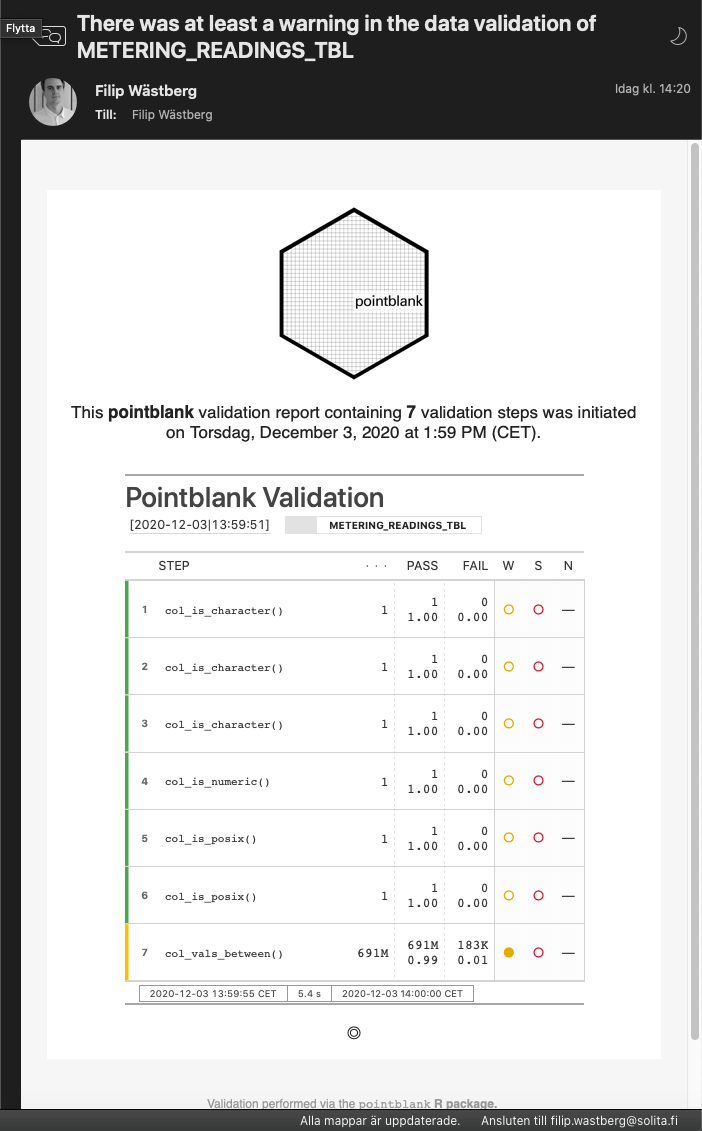 Flytta
There was at least a warning in the data validation of
METERING_READINGS_TBL
Filip Wästberg
Idag kl. 14:20
Till: Filip Wästberg
pointblank
This pointblank validation report containing 7 validation steps was initiated
on Torsdag, December 3, 2020 at 1:59 PM (CET).
Pointblank Validation
[2020-12-03|13:59:51] METERING_READINGS_TBL
STEP · · · PASS FAIL W S N
1 col_is_character() 1 1 0 —
1.00 0.00
2 col_is_character() 1 1 0 —
1.00 0.00
3 col_is_character() 1 1 0 —
1.00 0.00
4 col_is_numeric() 1 1 0 —
1.00 0.00
5 col_is_posix() 1 1 0 —
1.00 0.00
6 col_is_posix() 1 1 0 —
1.00 0.00
7 col_vals_between() 691M 691M 183K —
0.99 0.01
2020-12-03 13:59:55 CET 5.4 s 2020-12-03 14:00:00 CET
Validation performed via the pointblank R package.
Alla mappar är uppdaterade. Ansluten till filip.wastberg@solita.fi